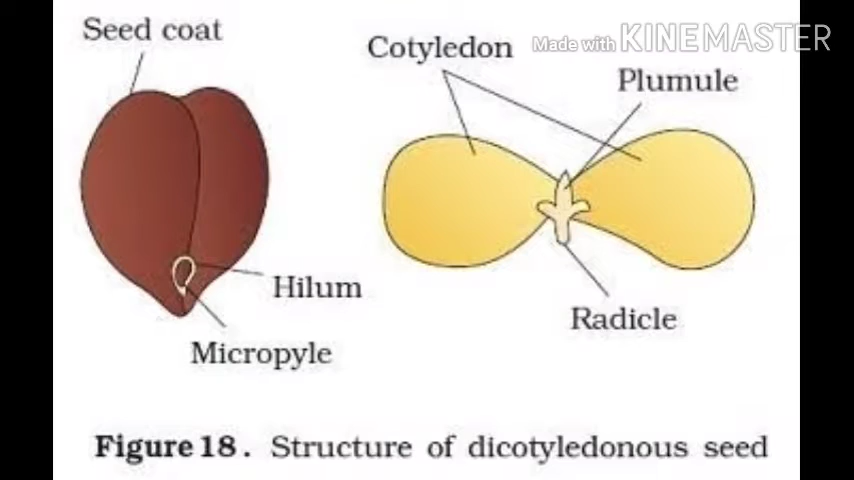 Seed coat
Cotyledon
Made with KINEMASTER
Plumule
Hilum
Radicle
Micropyle
Figure 18. Structure of dicotyledonous seed